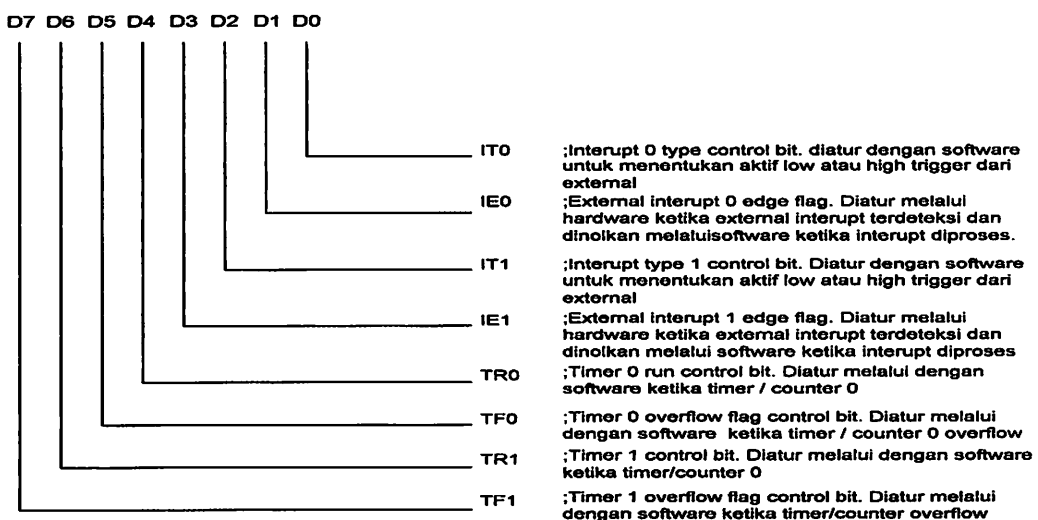 D7 D6 D5 D4 D3 D2 D1 D0
IT0 ;Interupt 0 type control bit. diatur dengan software
untuk menentukan aktif low atau high trigger dari
external
IE0 ;External interupt 0 edge flag. Diatur melalui
hardware ketika external interupt terdeteksi dan
dinolkan melaluisoftware ketika interupt diproses.
IT1 ;Interupt type 1 control bit. Diatur dengan software
untuk menentukan aktif low atau high trigger dari
external
IE1 ;External interupt 1 edge flag. Diatur melalui
hardware ketika external interupt terdeteksi dan
dinolkan melalui software ketika interupt diproses
TR0 ;Timer 0 run control bit. Diatur melalui dengan
software ketika timer / counter 0
TF0 ;Timer 0 overflow flag control bit. Diatur melalui
dengan software ketika timer / counter 0 overflow
TR1 ;Timer 1 control bit. Diatur melalui dengan software
ketika timer/counter 0
TF1 ;Timer 1 overflow flag control bit. Diatur melalui
dengan software ketika timer/counter overflow